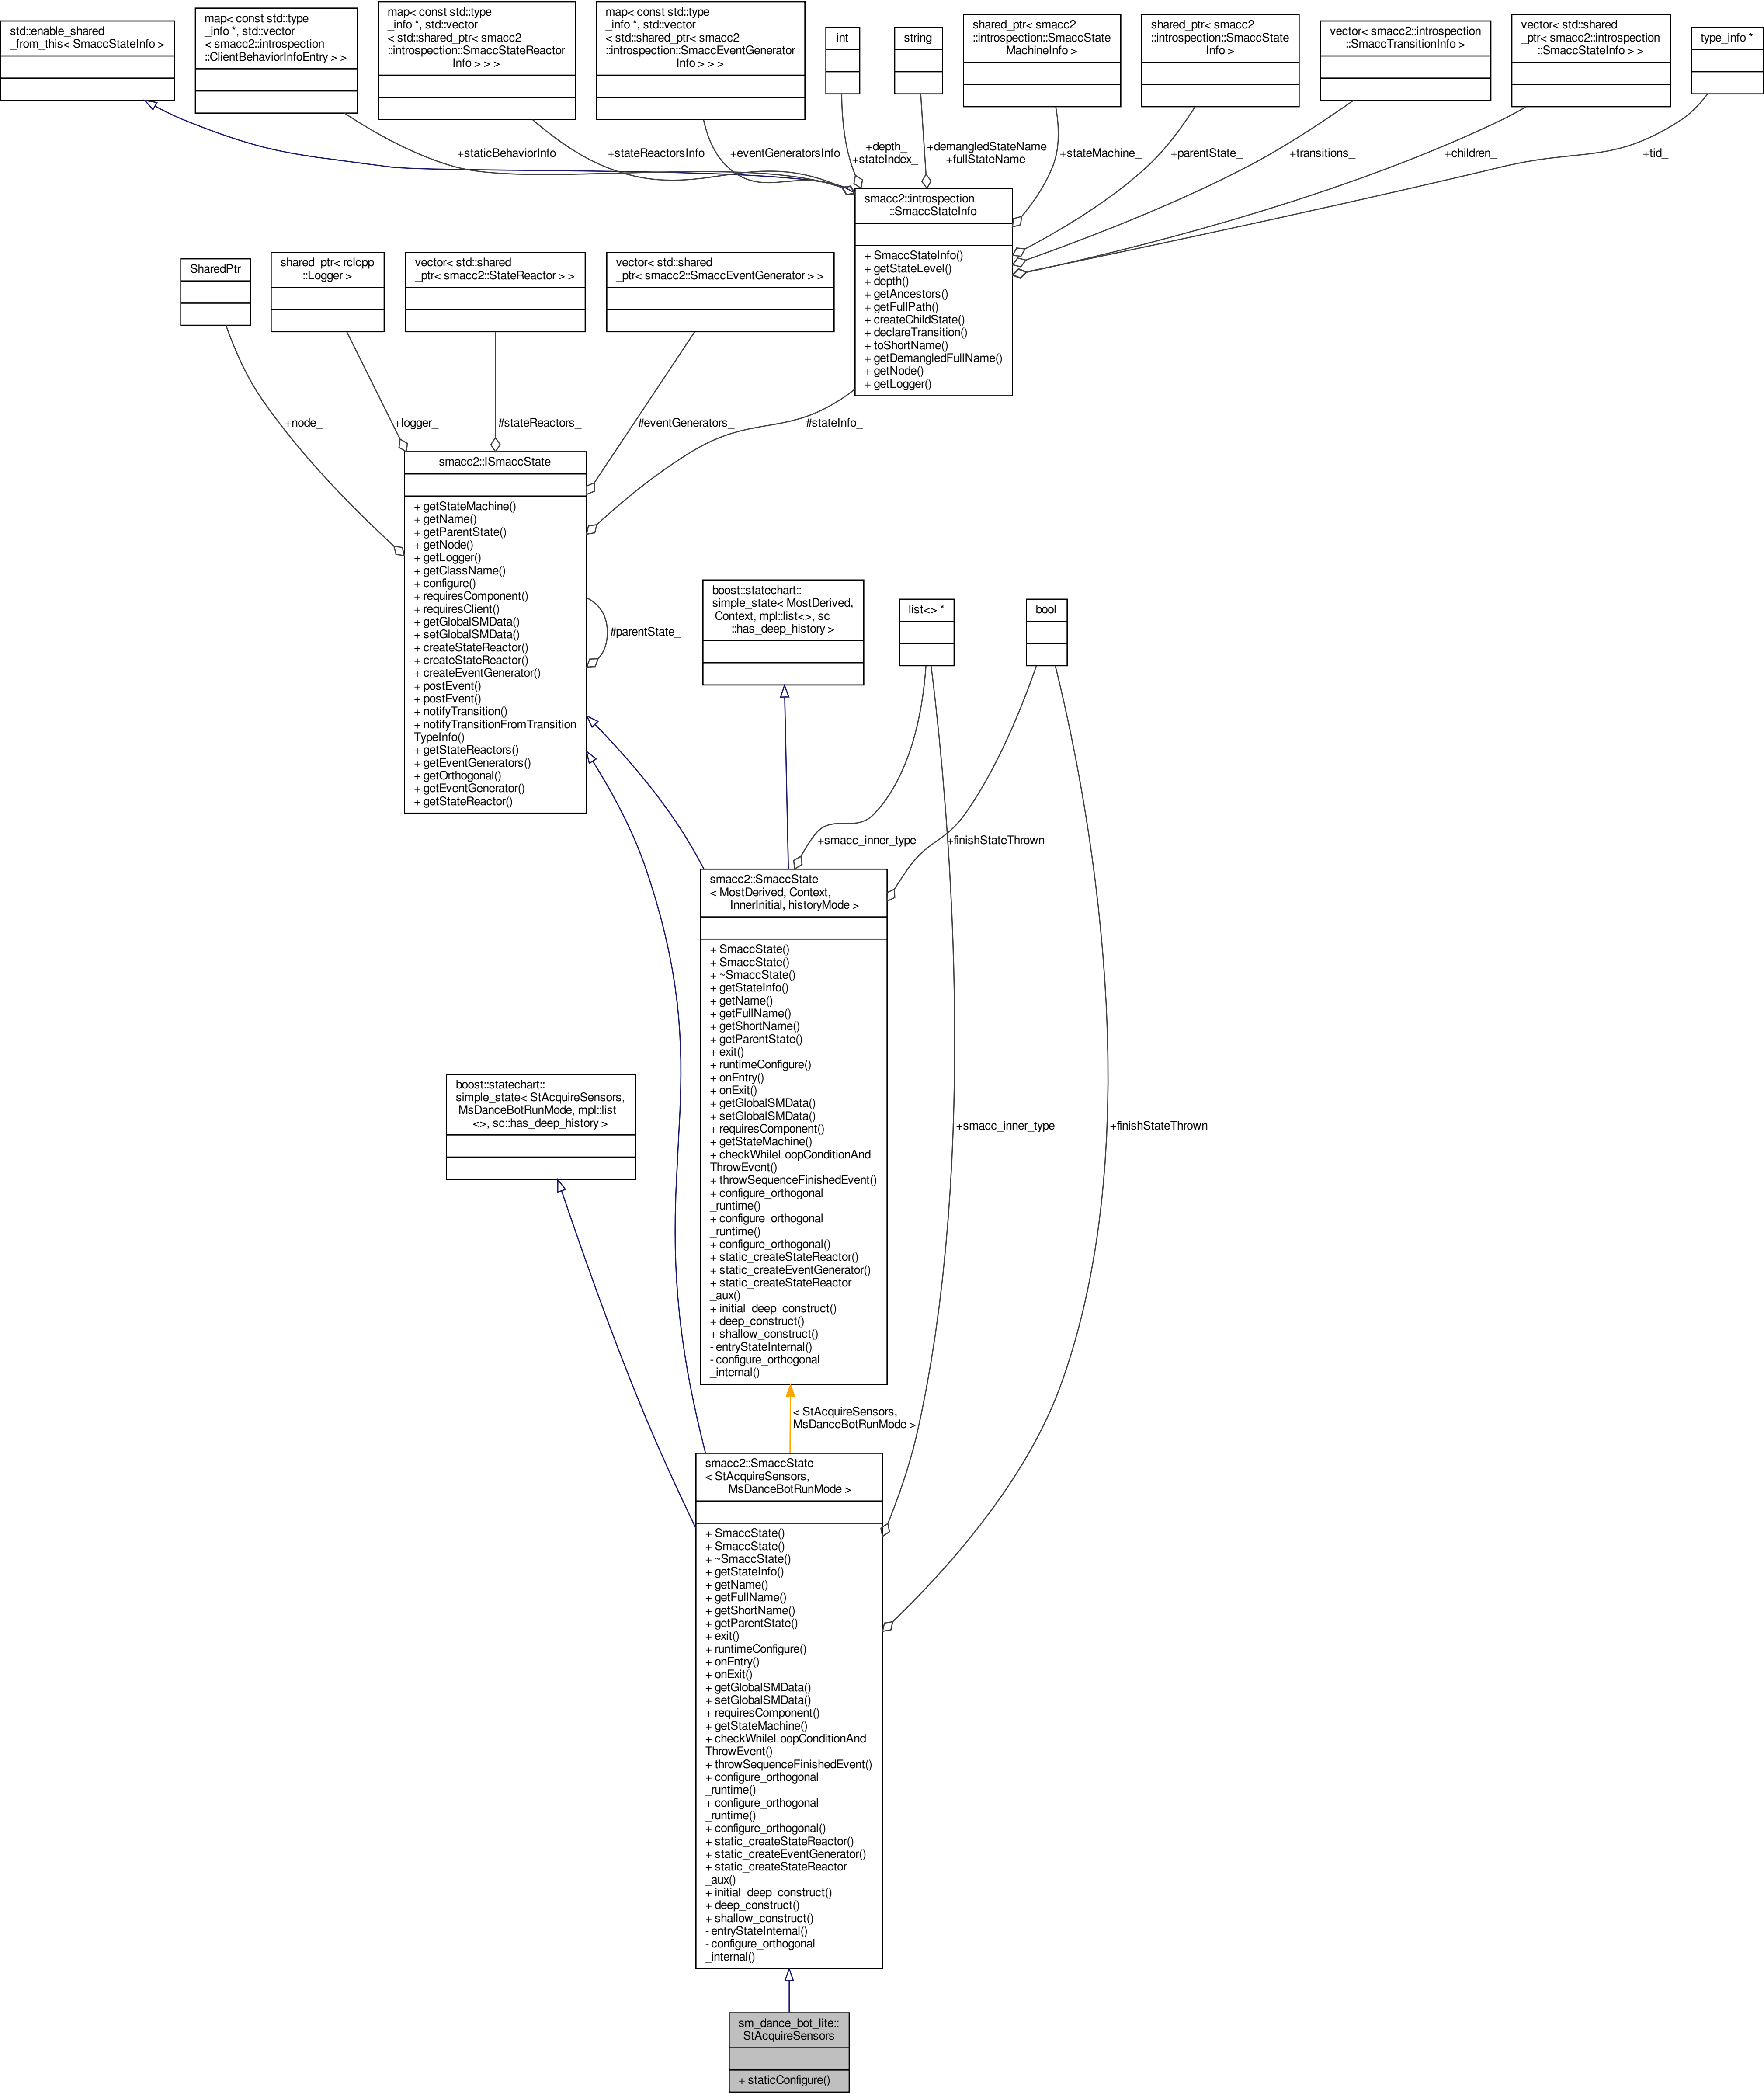 std::enable_shared
_from_this< SmaccStateInfo >
map< const std::type
_info *, std::vector
< smacc2::introspection
::ClientBehaviorInfoEntry > >
map< const std::type
_info *, std::vector
< std::shared_ptr< smacc2
::introspection::SmaccStateReactor
Info > > >
map< const std::type
_info *, std::vector
< std::shared_ptr< smacc2
::introspection::SmaccEventGenerator
Info > > >
int
string
shared_ptr< smacc2
::introspection::SmaccState
MachineInfo >
shared_ptr< smacc2
::introspection::SmaccState
Info >
vector< smacc2::introspection
::SmaccTransitionInfo >
vector< std::shared
_ptr< smacc2::introspection
::SmaccStateInfo > >
type_info *
+staticBehaviorInfo
+stateReactorsInfo
+eventGeneratorsInfo
+depth_
+stateIndex_
+demangledStateName
+fullStateName
+stateMachine_
+parentState_
+transitions_
+children_
+tid_
smacc2::introspection
::SmaccStateInfo
+ SmaccStateInfo()
+ getStateLevel()
+ depth()
+ getAncestors()
+ getFullPath()
+ createChildState()
+ declareTransition()
+ toShortName()
+ getDemangledFullName()
+ getNode()
+ getLogger()
SharedPtr
shared_ptr< rclcpp
::Logger >
vector< std::shared
_ptr< smacc2::StateReactor > >
vector< std::shared
_ptr< smacc2::SmaccEventGenerator > >
+node_
+logger_
#stateReactors_
#eventGenerators_
#stateInfo_
smacc2::ISmaccState
+ getStateMachine()
+ getName()
+ getParentState()
+ getNode()
+ getLogger()
+ getClassName()
+ configure()
+ requiresComponent()
+ requiresClient()
+ getGlobalSMData()
+ setGlobalSMData()
+ createStateReactor()
+ createStateReactor()
+ createEventGenerator()
+ postEvent()
+ postEvent()
+ notifyTransition()
+ notifyTransitionFromTransition
TypeInfo()
+ getStateReactors()
+ getEventGenerators()
+ getOrthogonal()
+ getEventGenerator()
+ getStateReactor()
#parentState_
boost::statechart::
simple_state< MostDerived,
Context, mpl::list<>, sc
::has_deep_history >
list<> *
bool
+smacc_inner_type
+finishStateThrown
smacc2::SmaccState
< MostDerived, Context,
InnerInitial, historyMode >
+ SmaccState()
+ SmaccState()
+ ~SmaccState()
+ getStateInfo()
+ getName()
+ getFullName()
+ getShortName()
+ getParentState()
+ exit()
+ runtimeConfigure()
+ onEntry()
+ onExit()
+ getGlobalSMData()
+ setGlobalSMData()
+ requiresComponent()
+ getStateMachine()
+ checkWhileLoopConditionAnd
ThrowEvent()
+ throwSequenceFinishedEvent()
+ configure_orthogonal
_runtime()
+ configure_orthogonal
_runtime()
+ configure_orthogonal()
+ static_createStateReactor()
+ static_createEventGenerator()
+ static_createStateReactor
_aux()
+ initial_deep_construct()
+ deep_construct()
+ shallow_construct()
- entryStateInternal()
- configure_orthogonal
_internal()
boost::statechart::
simple_state< StAcquireSensors,
MsDanceBotRunMode, mpl::list
<>, sc::has_deep_history >
+smacc_inner_type
+finishStateThrown
< StAcquireSensors,
MsDanceBotRunMode >
smacc2::SmaccState
< StAcquireSensors,
MsDanceBotRunMode >
+ SmaccState()
+ SmaccState()
+ ~SmaccState()
+ getStateInfo()
+ getName()
+ getFullName()
+ getShortName()
+ getParentState()
+ exit()
+ runtimeConfigure()
+ onEntry()
+ onExit()
+ getGlobalSMData()
+ setGlobalSMData()
+ requiresComponent()
+ getStateMachine()
+ checkWhileLoopConditionAnd
ThrowEvent()
+ throwSequenceFinishedEvent()
+ configure_orthogonal
_runtime()
+ configure_orthogonal
_runtime()
+ configure_orthogonal()
+ static_createStateReactor()
+ static_createEventGenerator()
+ static_createStateReactor
_aux()
+ initial_deep_construct()
+ deep_construct()
+ shallow_construct()
- entryStateInternal()
- configure_orthogonal
_internal()
sm_dance_bot_lite::
StAcquireSensors
+ staticConfigure()